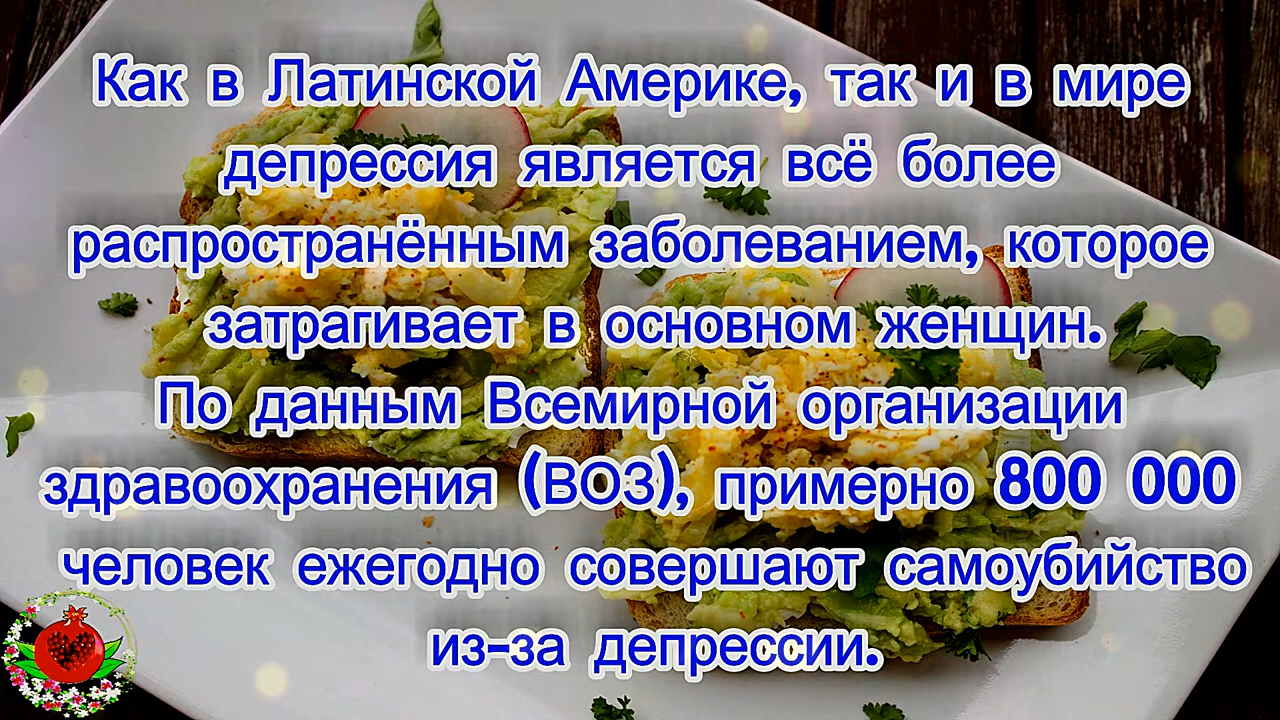 Как в Латинской Америке, так и в мире
депрессия является всё более
распространённым заболеванием, которое
затрагивает в основном женщин.
По данным Всемирной организации
здравоохранения (ВОЗ), примерно 800 000
человек ежегодно совершают самоубийство
из-за депрессии.